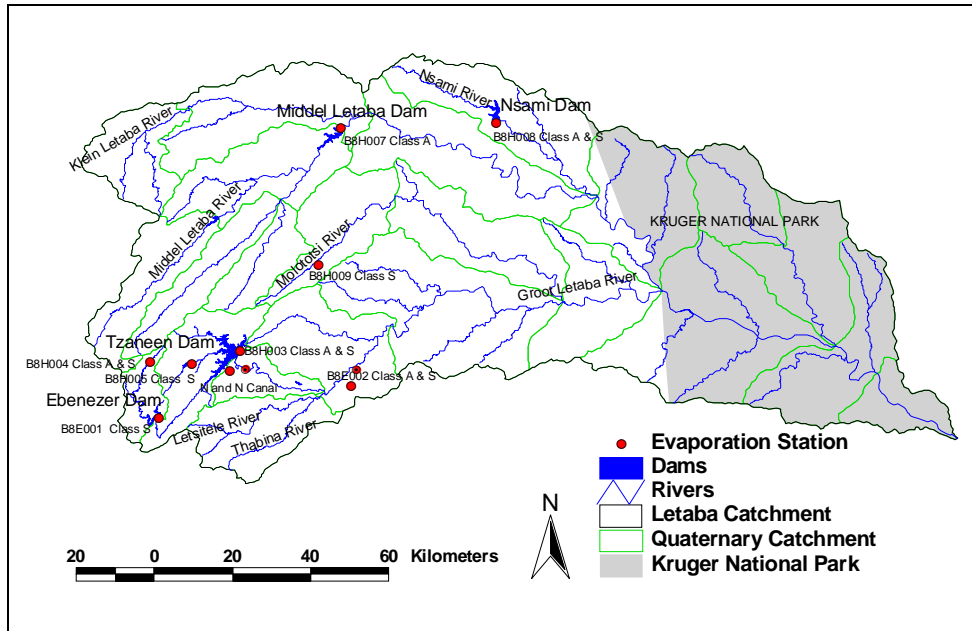 Nsami River
Middel Letaba Dam
Nsami Dam
B8H007 Class A
B8H008 Class A & S
Klein Letaba River
Middel Letaba River
KRUGER NATIONAL PARK
Molototsi River
B8H009 Class S
Groot Letaba River
Tzaneen Dam
B8H003 Class A & S
B8H004 Class A & S
B8H005 Class S
B8E002 Class A & S
N and N Canal
Ebenezer Dam
B8E001 Class S
Letsitele River
Thabina River
Evaporation Station
Dams
Rivers
Letaba Catchment
Quaternary Catchment
Kruger National Park
N
20 0 20 40 60 Kilometers